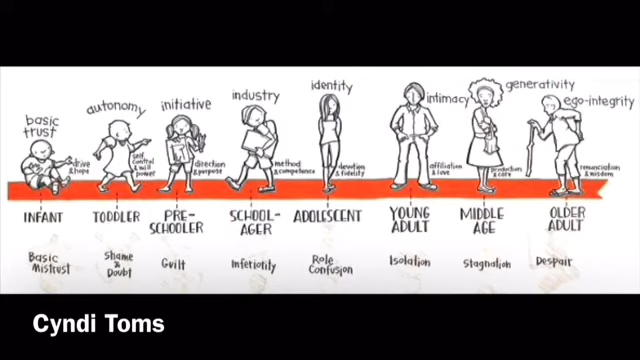 basic
trust
autonomy
initiative
industry
identity
intimacy
generativity
ego-integrity
drive
& hope
self
control
& will
power
direction
& purpose
method
& competence
devotion
& fidelity
affiliation
& love
production
& care
renunciation
& wisdom
INFANT
TODDLER
PRE-
SCHOOLER
SCHOOL-
AGER
ADOLESCENT
YOUNG
ADULT
MIDDLE
AGE
OLDER
ADULT
Basic
Mistrust
Shame
&
Doubt
Guilt
Inferiority
Role
Confusion
Isolation
Stagnation
Despair
Cyndi Toms